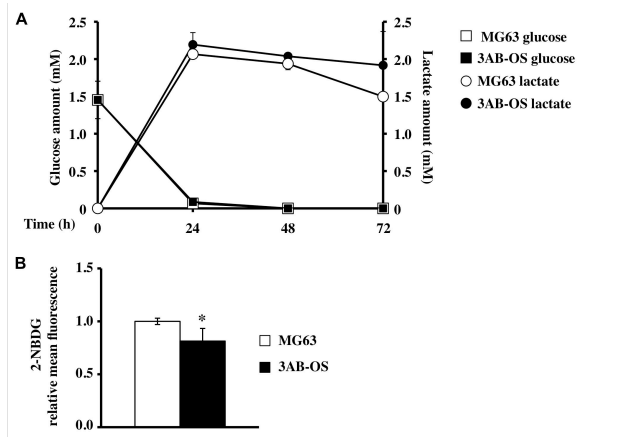 A
2.5
2.0
1.5
1.0
0.5
0
Glucose amount (mM)
2.5
2.0
1.5
1.0
0.5
0
Lactate amount (mM)
Time (h) 0 24 48 72
MG63 glucose
3AB-OS glucose
MG63 lactate
3AB-OS lactate
B
1.5
1.0
0.5
0.0
2-NBDG
relative mean fluorescence
*
MG63
3AB-OS